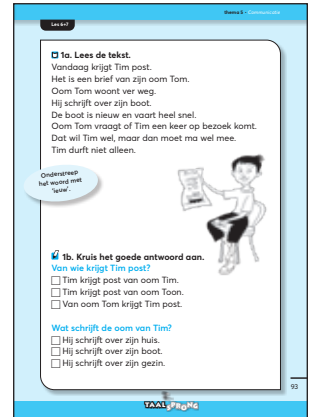 thema 5 – Communicatie
Les 6+7
1a. Lees de tekst.
Vandaag krijgt Tim post.
Het is een brief van zijn oom Tom.
Oom Tom woont ver weg.
Hij schrijft over zijn boot.
De boot is nieuw en vaart heel snel.
Oom Tom vraagt of Tim een keer op bezoek komt.
Dat wil Tim wel, maar dan moet ma wel mee.
Tim durft niet alleen.
Onderstreep
het woord met
'ieuw'.
1b. Kruis het goede antwoord aan.
Van wie krijgt Tim post?
Tim krijgt post van oom Tim.
Tim krijgt post van oom Toon.
Van oom Tom krijgt Tim post.
Wat schrijft de oom van Tim?
Hij schrijft over zijn huis.
Hij schrijft over zijn boot.
Hij schrijft over zijn gezin.
93
TAALSPRONG